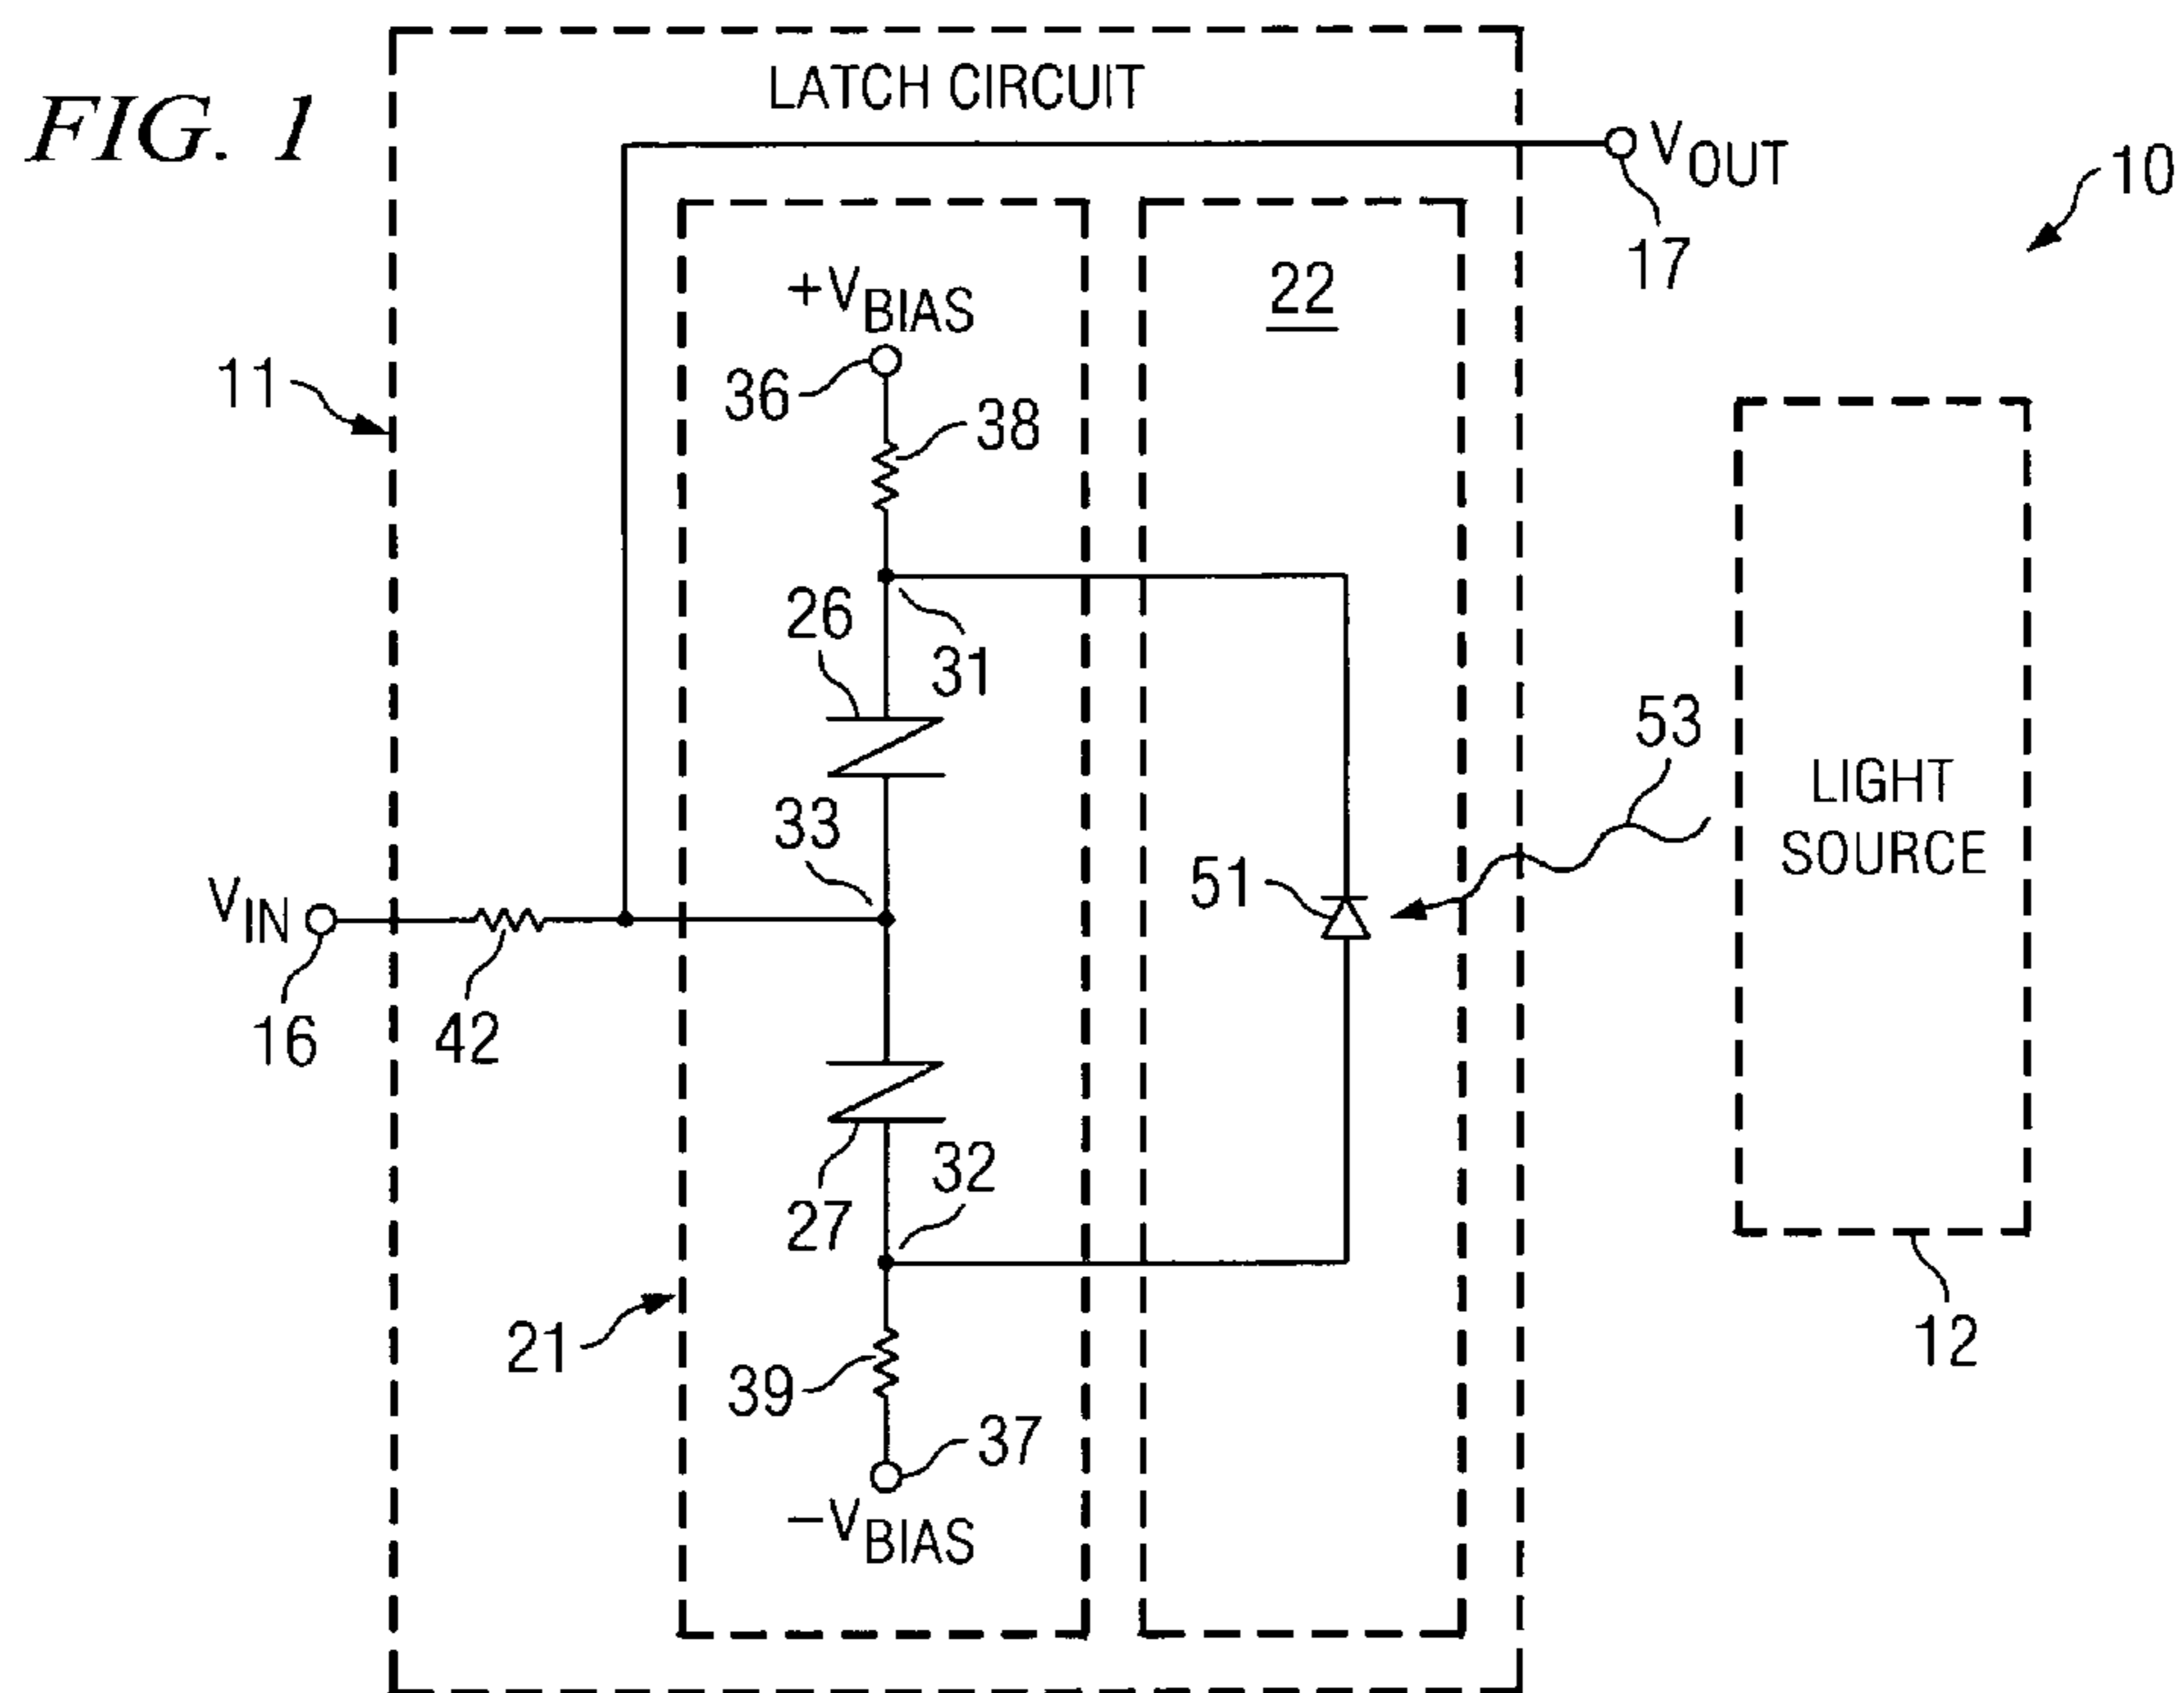 FIG. 1
LATCH CIRCUIT
VOUT
10
17
+VBIAS
22
11
36
38
26
31
53
33
LIGHT
SOURCE
51
VIN
16
42
32
27
21
12
39
37
−VBIAS